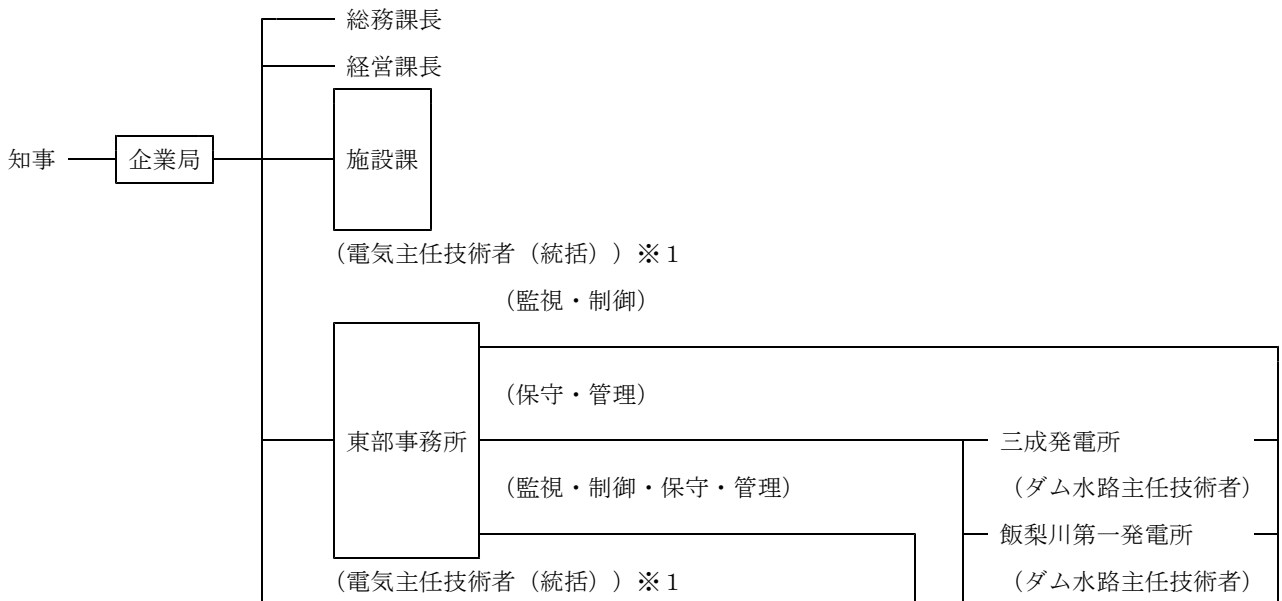 総務課長
経営課長
知事 企業局 施設課
（電気主任技術者（統括））※１
（監視・制御）
（保守・管理）
東部事務所 三成発電所
（監視・制御・保守・管理） （ダム水路主任技術者）
飯梨川第一発電所
（電気主任技術者（統括））※１ （ダム水路主任技術者）